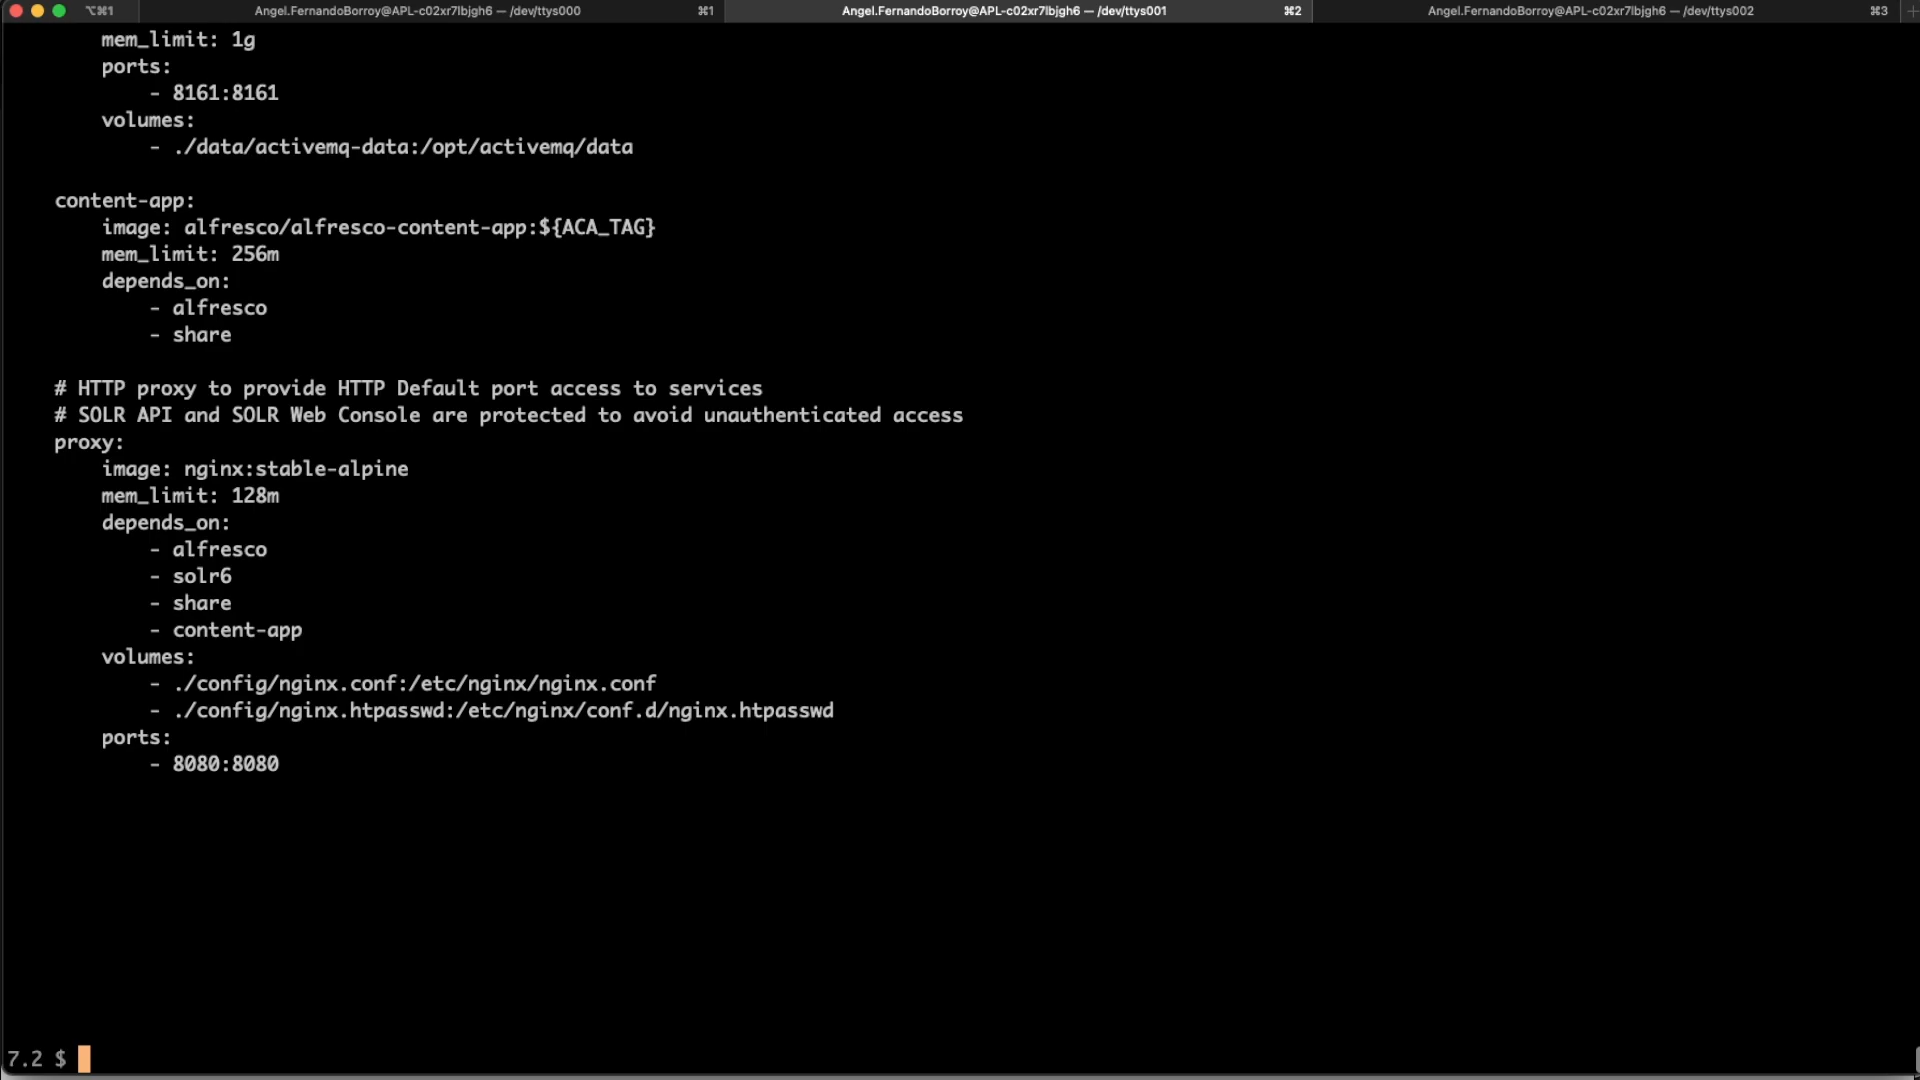 ⌥⌘1 Angel.FernandoBorroy@APL-c02xr7lbjgh6 — /dev/ttys000 ⌘1 Angel.FernandoBorroy@APL-c02xr7lbjgh6 — /dev/ttys001 ⌘2 Angel.FernandoBorroy@APL-c02xr7lbjgh6 — /dev/ttys002 ⌘3 +
        mem_limit: 1g
        ports:
            - 8161:8161
        volumes:
            - ./data/activemq-data:/opt/activemq/data

    content-app:
        image: alfresco/alfresco-content-app:${ACA_TAG}
        mem_limit: 256m
        depends_on:
            - alfresco
            - share

    # HTTP proxy to provide HTTP Default port access to services
    # SOLR API and SOLR Web Console are protected to avoid unauthenticated access
    proxy:
        image: nginx:stable-alpine
        mem_limit: 128m
        depends_on:
            - alfresco
            - solr6
            - share
            - content-app
        volumes:
            - ./config/nginx.conf:/etc/nginx/nginx.conf
            - ./config/nginx.htpasswd:/etc/nginx/conf.d/nginx.htpasswd
        ports:
            - 8080:8080
7.2 $